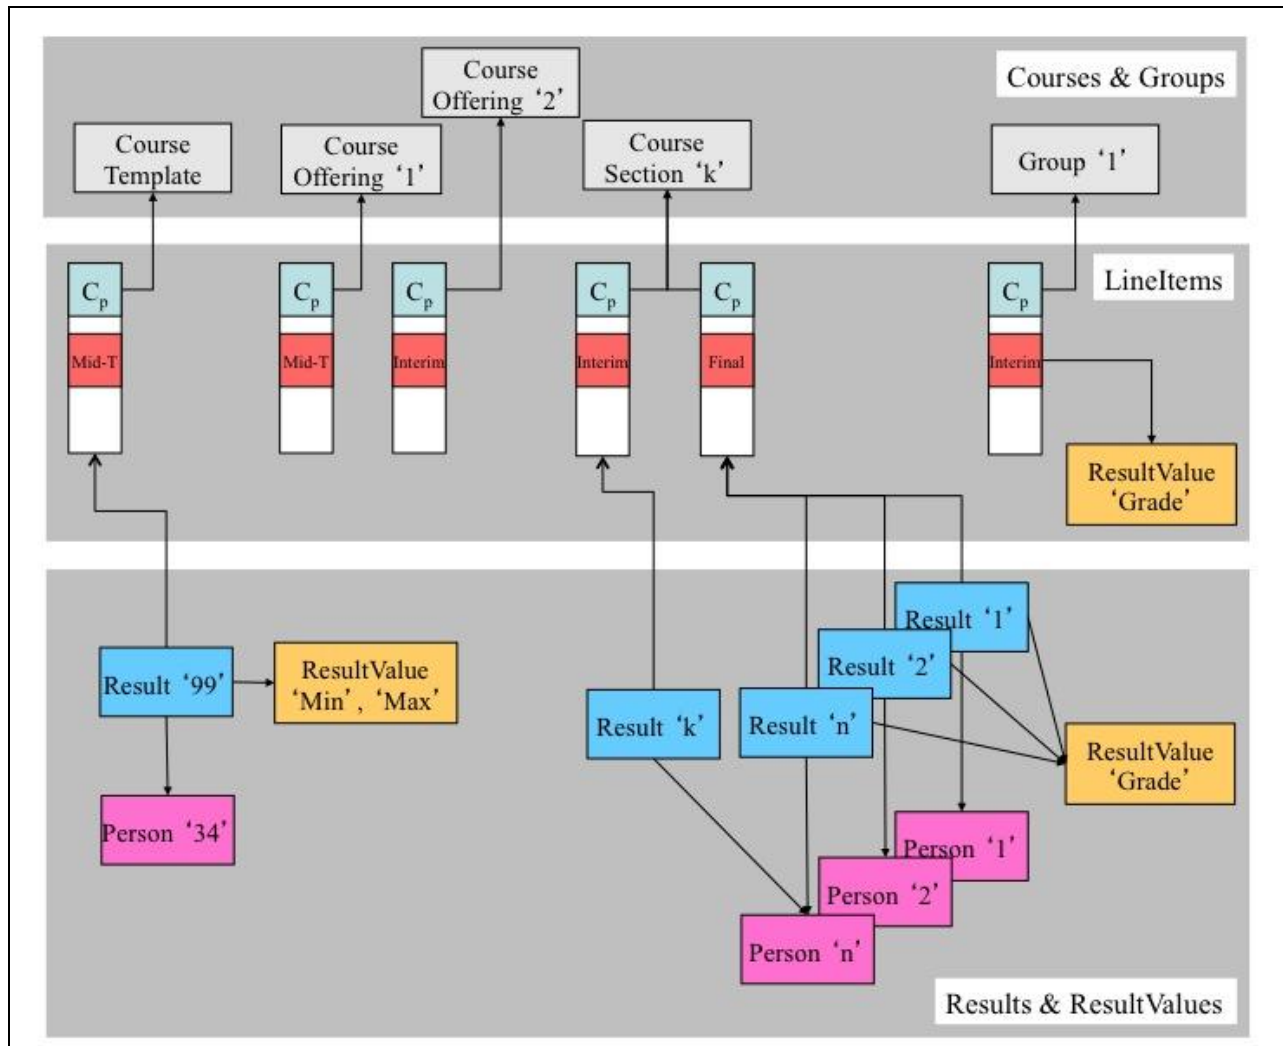 Courses & Groups
Course
Offering ‘2’
Course
Template
Course
Offering ‘1’
Course
Section ‘k’
Group ‘1’
LineItems
Cp
Cp
Cp
Cp
Cp
Cp
Mid-T
Mid-T
Interim
Interim
Final
Interim
ResultValue
‘Grade’
Result ‘99’
ResultValue
‘Min’, ‘Max’
Person ‘34’
Result ‘1’
Result ‘2’
Result ‘n’
Result ‘k’
ResultValue
‘Grade’
Person ‘1’
Person ‘2’
Person ‘n’
Results & ResultValues